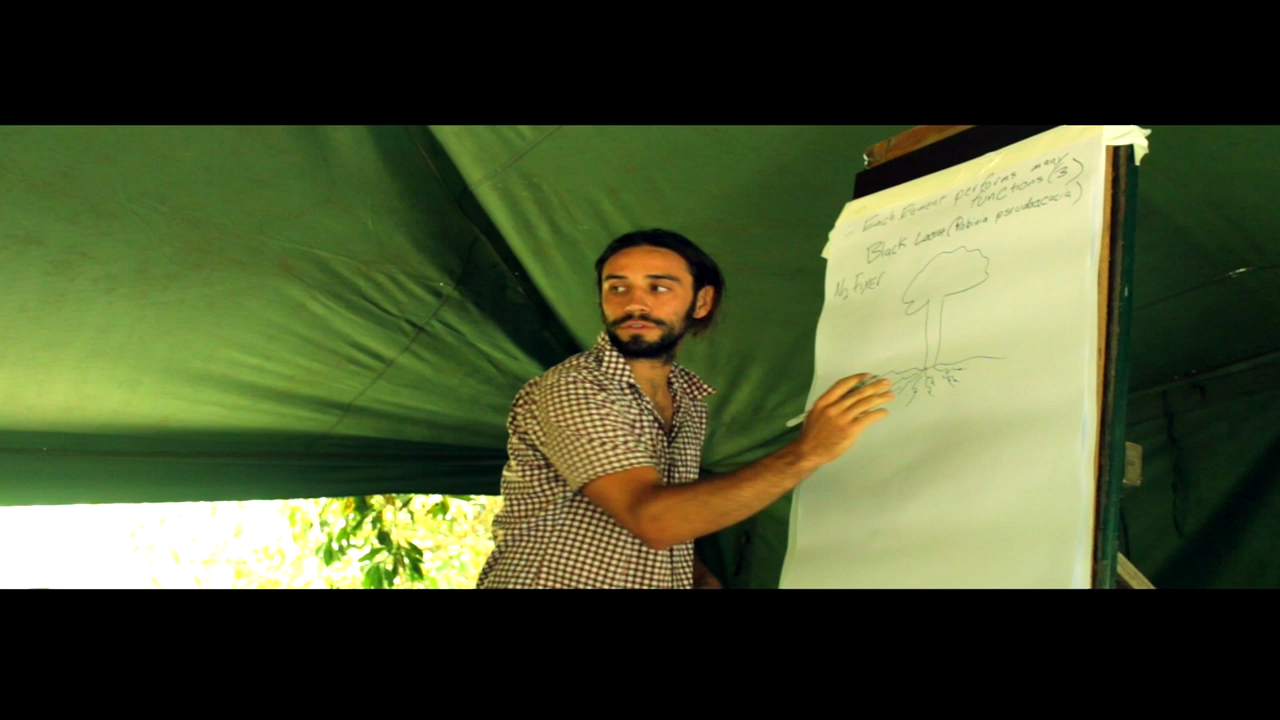 Each Element performs many
functions (3)
Black Locust (Robinia pseudoacacia)
N2 Fixer